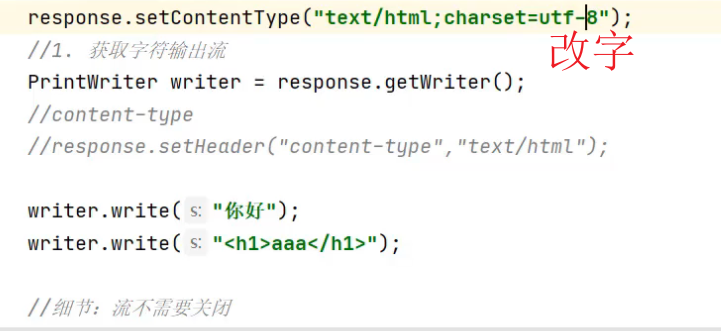 response.setContentType("text/html;charset=utf-8");
改字
//1. 获取字符输出流
PrintWriter writer = response.getWriter();
//content-type
//response.setHeader("content-type","text/html");
writer.write( s: "你好");
writer.write( s: "<h1>aaa</h1>");
//细节：流不需要关闭